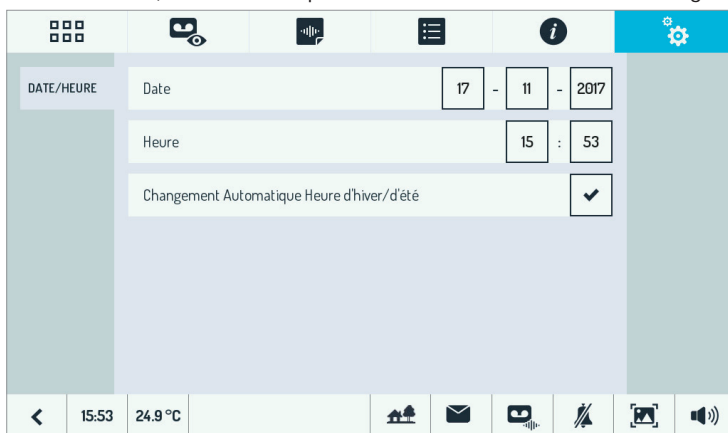 i
DATE/HEURE
Date 17 - 11 - 2017
Heure 15 : 53
Changement Automatique Heure d'hiver/d'été
15:53 24.9 °C